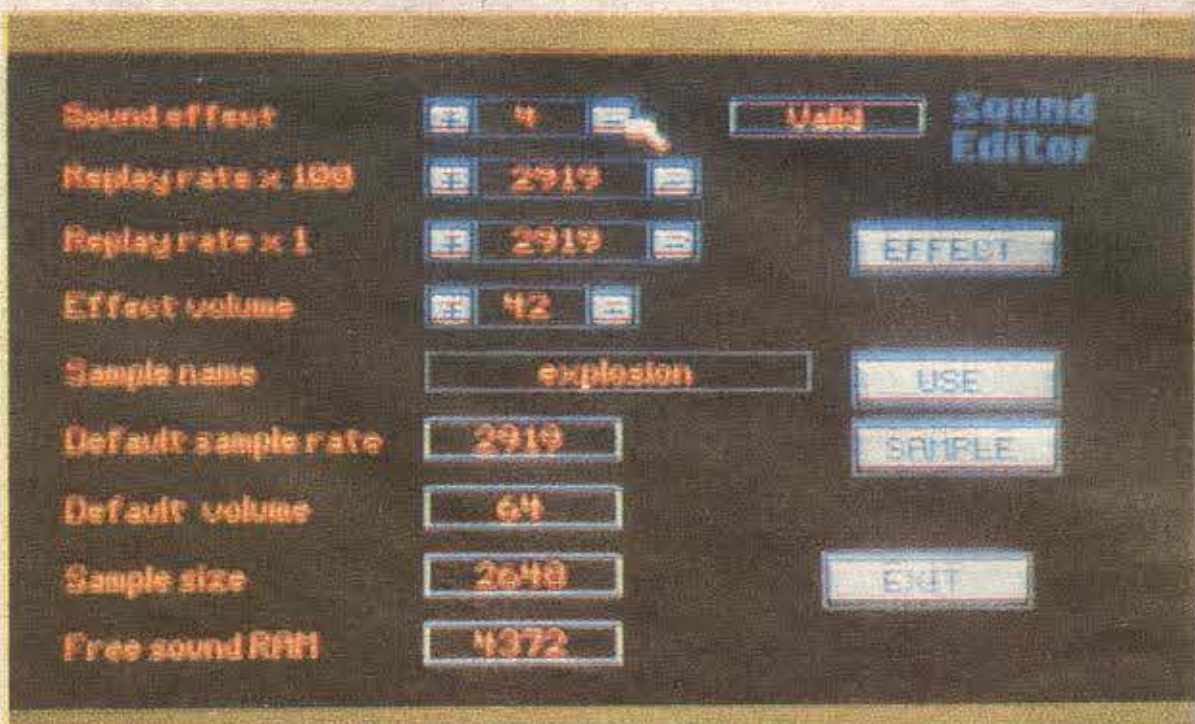 Sound effect + 4 - Valid Sound Editor
Replay rate x 100 + 2919 -
Replay rate x 1 + 2919 - EFFECT
Effect volume + 42 -
Sample name explosion USE
Default sample rate 2919 SAMPLE
Default volume 64
Sample size 2640 EXIT
Free sound RAM 4372